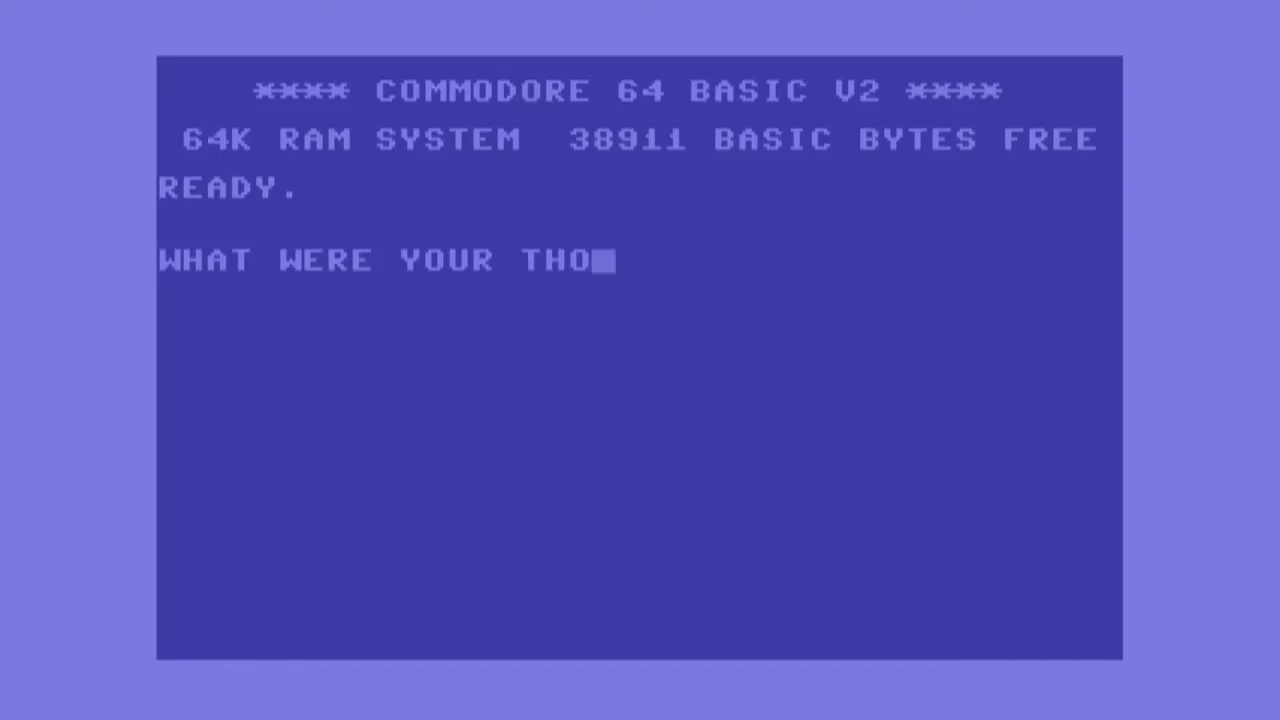 **** COMMODORE 64 BASIC V2 ****
64K RAM SYSTEM  38911 BASIC BYTES FREE
READY.
WHAT WERE YOUR THO